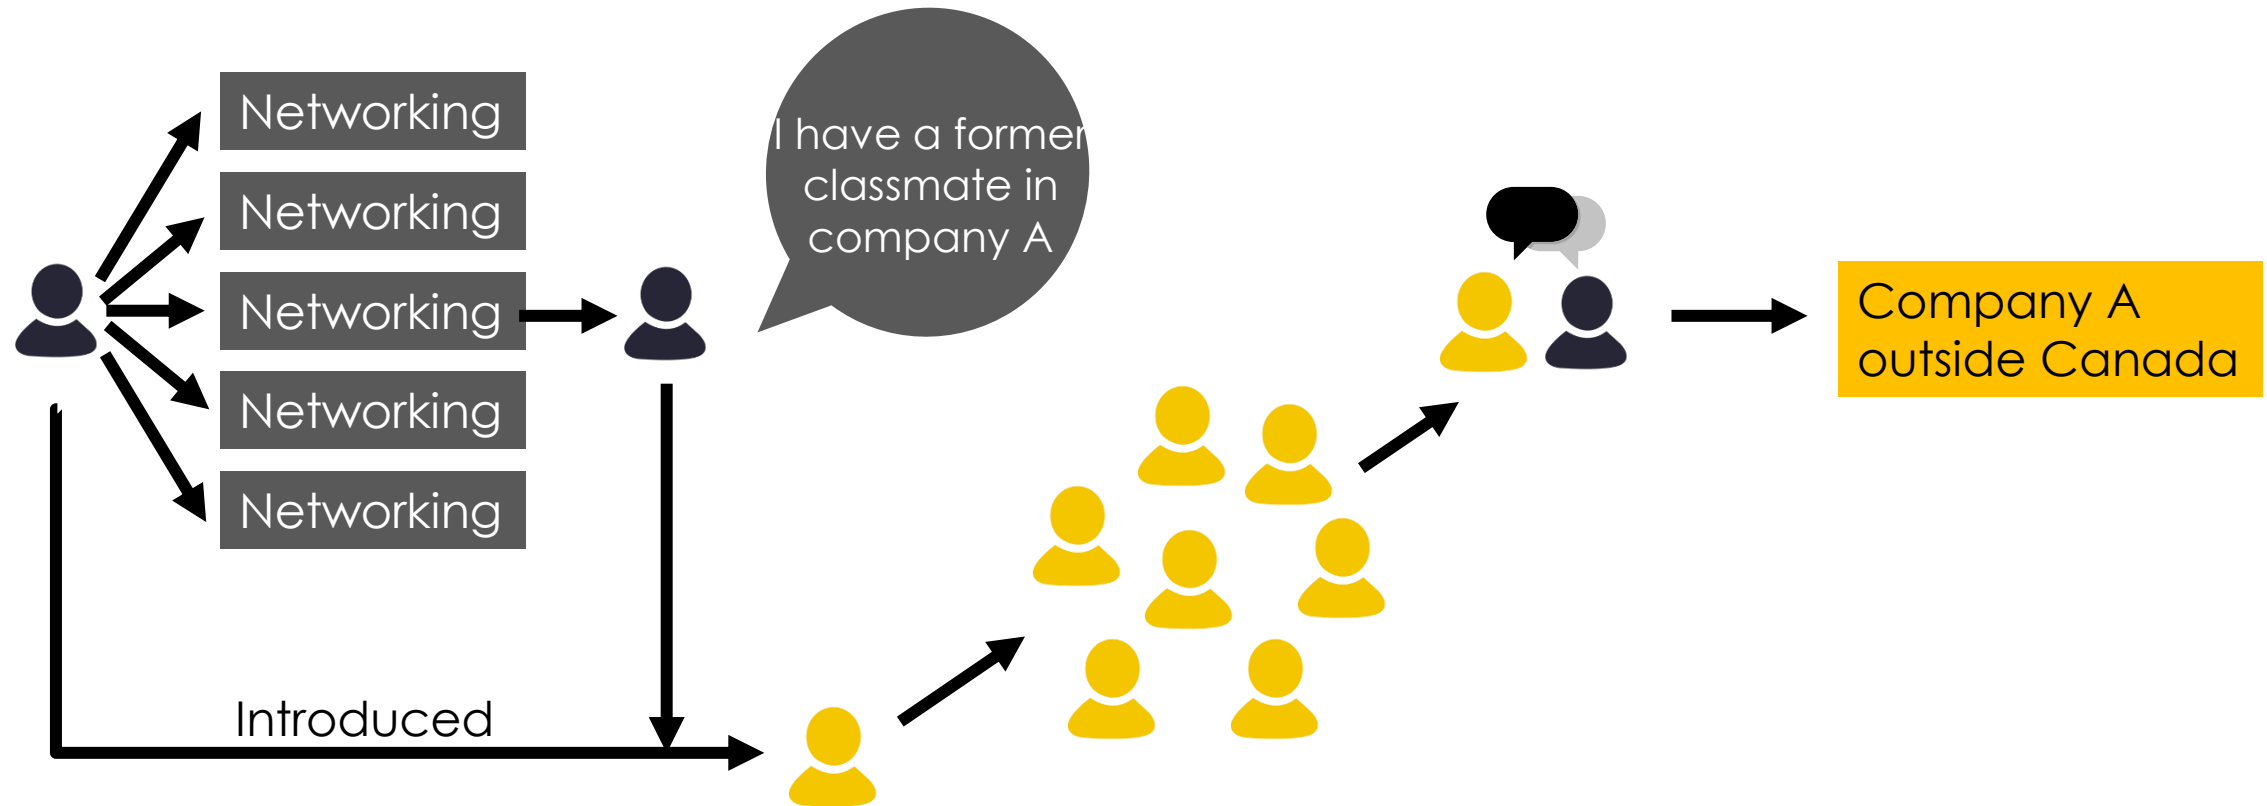 Networking
Networking
Networking
Networking
Networking
I have a former
classmate in
company A
Company A
outside Canada
Introduced